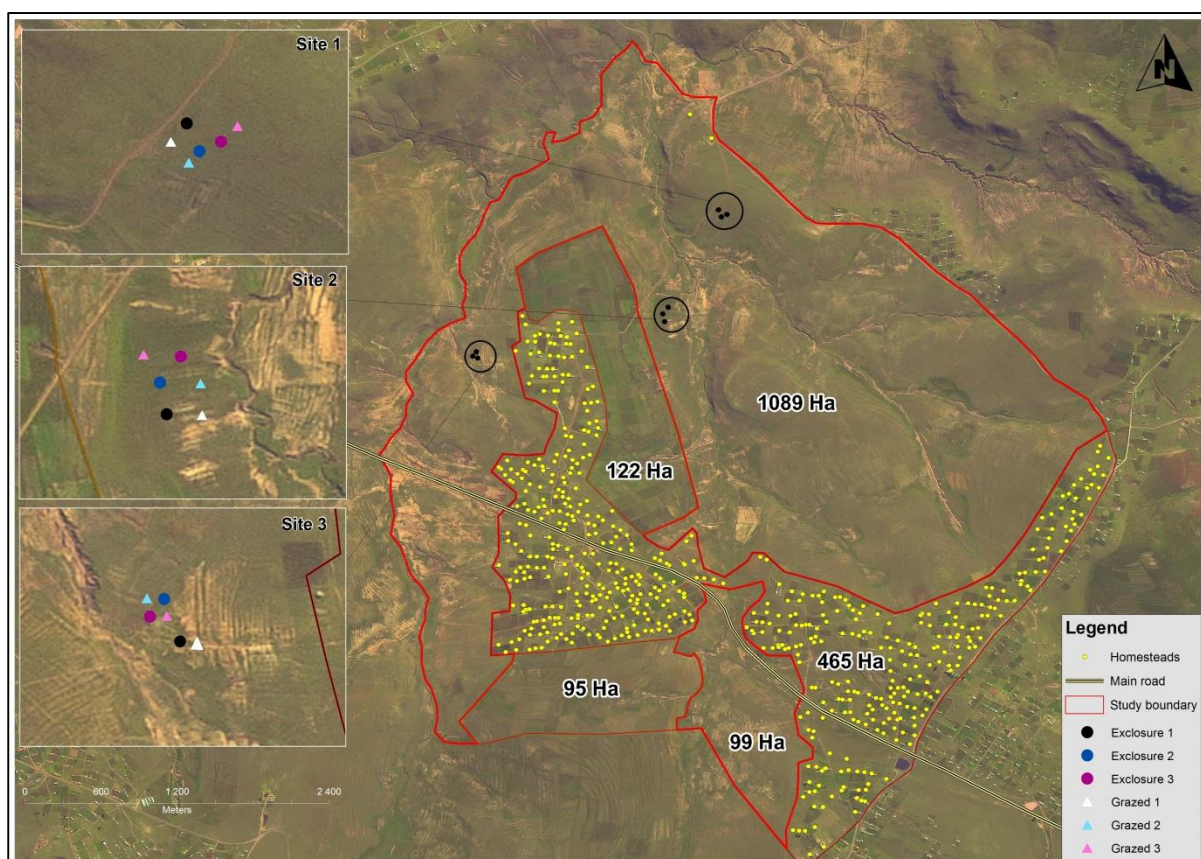 Site 1
N
Site 2
1089 Ha
122 Ha
Site 3
465 Ha
95 Ha
99 Ha
0 600 1 200 2 400
Meters
Legend
Homesteads
Main road
Study boundary
Exclosure 1
Exclosure 2
Exclosure 3
Grazed 1
Grazed 2
Grazed 3